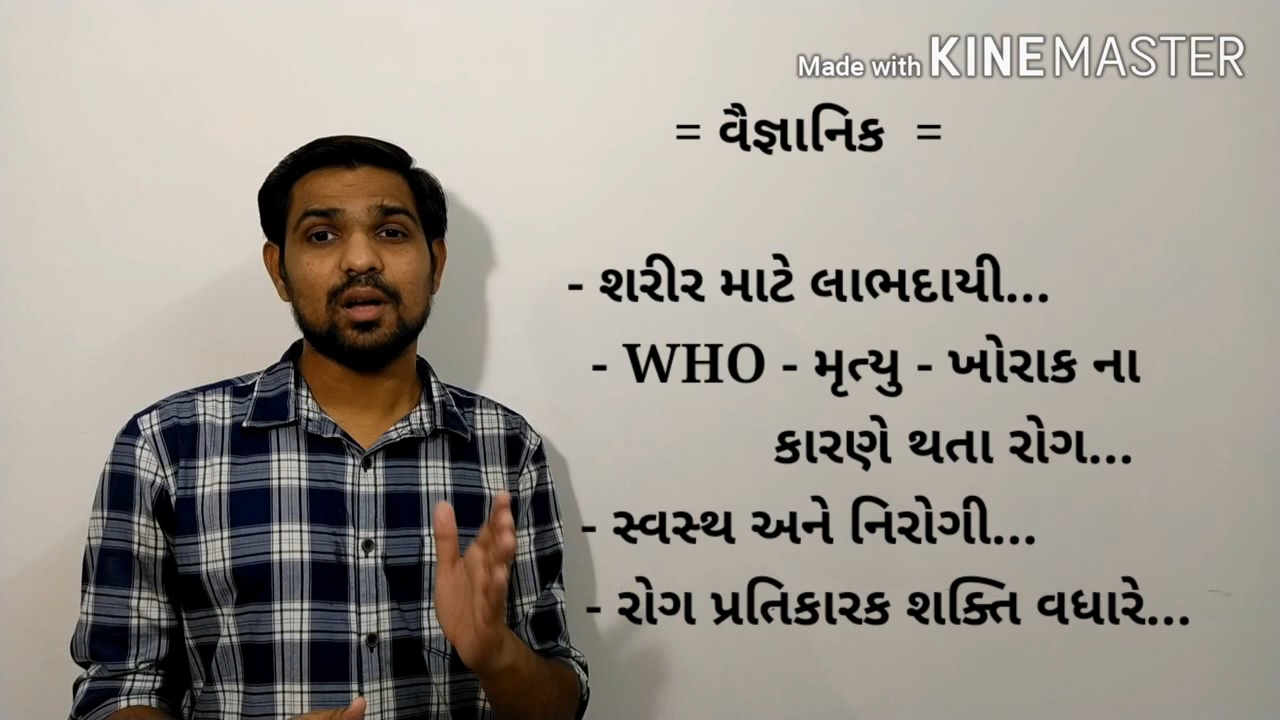 Made with KINEMASTER
= વૈજ્ઞાનિક =
- શરીર માટે લાભદાયી...
- WHO - મૃત્યુ - ખોરાક ના
કારણે થતા રોગ...
- સ્વસ્થ અને નિરોગી...
- રોગ પ્રતિકારક શક્તિ વધારે...